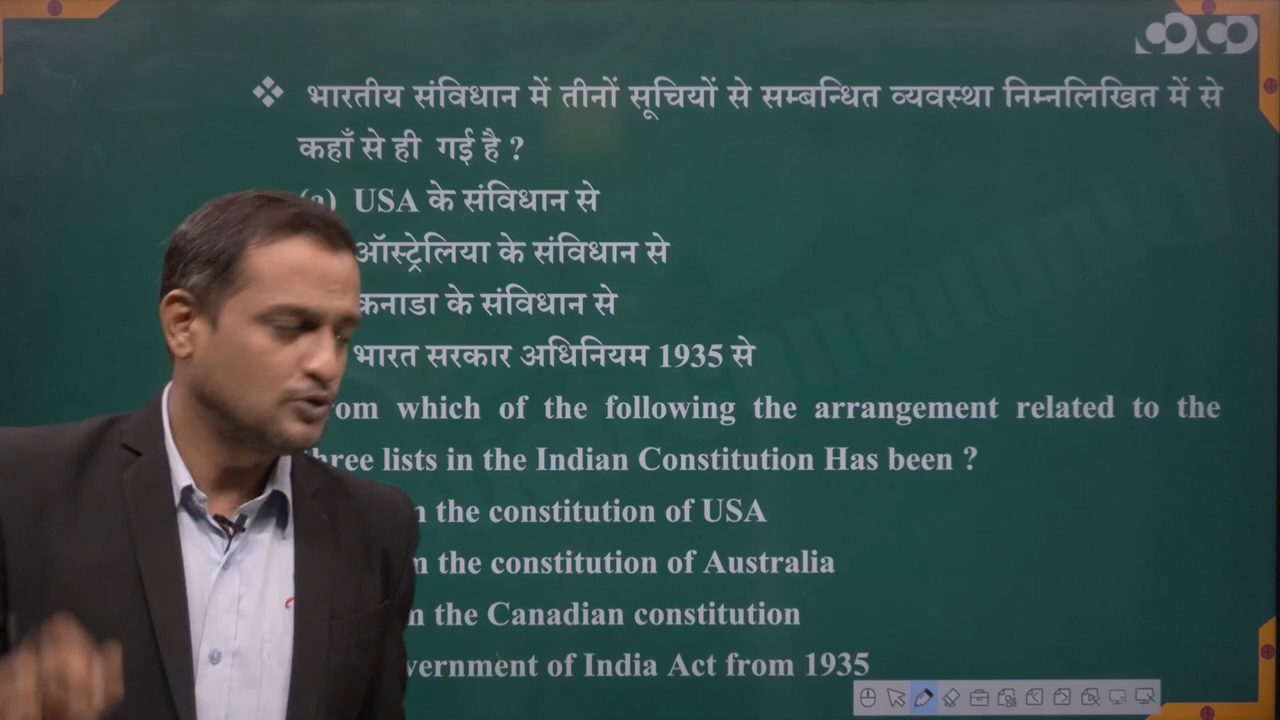 ❖ भारतीय संविधान में तीनों सूचियों से सम्बन्धित व्यवस्था निम्नलिखित में से
कहाँ से ही गई है ?
(a) USA के संविधान से
ऑस्ट्रेलिया के संविधान से
कनाडा के संविधान से
भारत सरकार अधिनियम 1935 से
which of the following the arrangement related to the
lists in the Indian Constitution Has been ?
the constitution of USA
the constitution of Australia
the Canadian constitution
of India Act from 1935